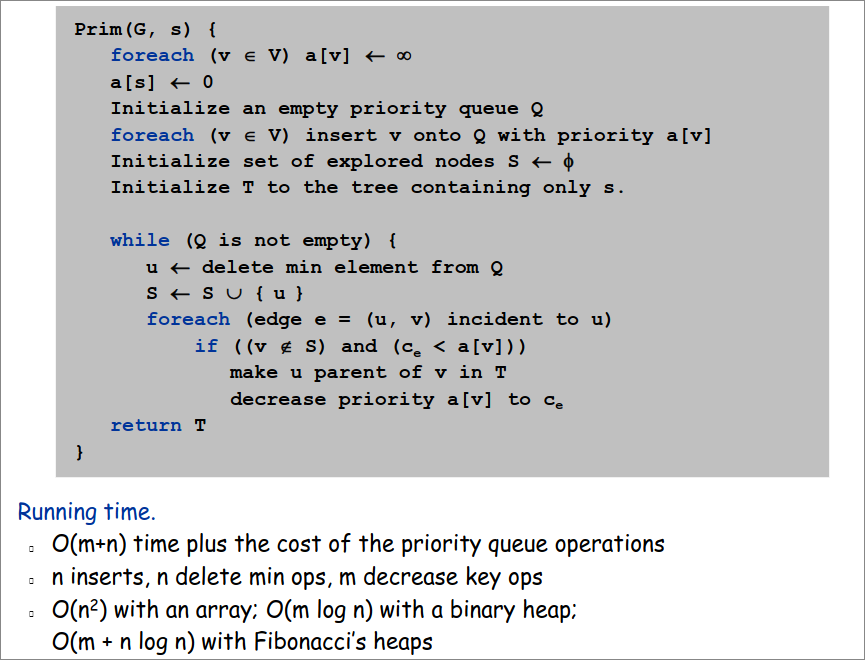 Prim(G, s) {
foreach (v ∈ V) a[v] ← ∞
a[s] ← 0
Initialize an empty priority queue Q
foreach (v ∈ V) insert v onto Q with priority a[v]
Initialize set of explored nodes S ← ϕ
Initialize T to the tree containing only s.
while (Q is not empty) {
u ← delete min element from Q
S ← S ∪ { u }
foreach (edge e = (u, v) incident to u)
if ((v ∉ S) and (cₑ < a[v]))
make u parent of v in T
decrease priority a[v] to cₑ
return T
}
Running time.
▯ O(m+n) time plus the cost of the priority queue operations
▯ n inserts, n delete min ops, m decrease key ops
▯ O(n²) with an array; O(m log n) with a binary heap;
O(m + n log n) with Fibonacci's heaps